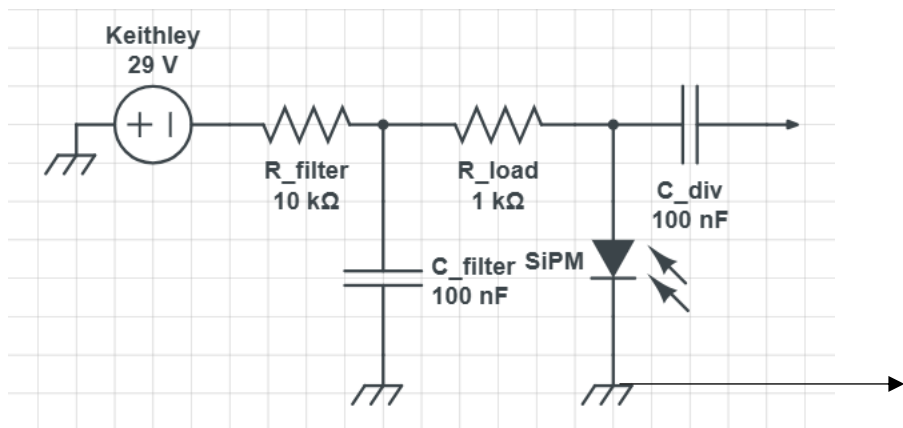 Keithley
29 V
R_filter
10 kΩ
R_load
1 kΩ
C_div
100 nF
C_filter
100 nF
SiPM